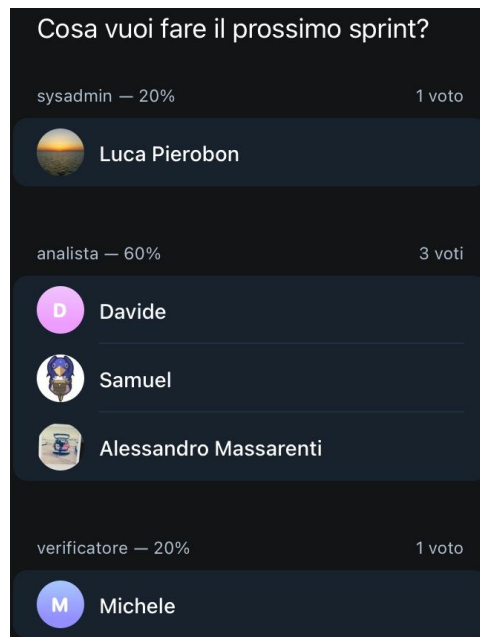 Cosa vuoi fare il prossimo sprint?
sysadmin — 20% 1 voto
Luca Pierobon
analista — 60% 3 voti
D Davide
Samuel
Alessandro Massarenti
verificatore — 20% 1 voto
M Michele